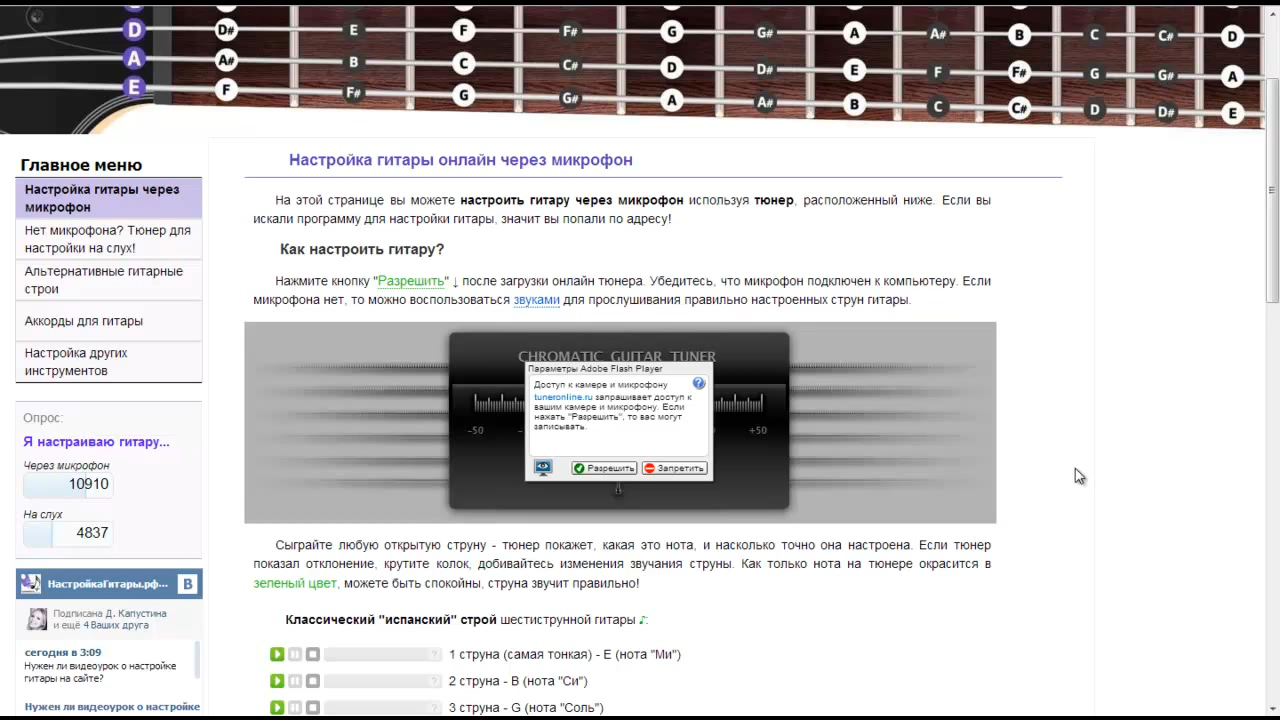 D D# E F F# G G# A A# B C C# D
A A# B C C# D D# E F F# G G# A
E F F# G G# A A# B C C# D D# E
Главное меню
Настройка гитары через
микрофон
Нет микрофона? Тюнер для
настройки на слух!
Альтернативные гитарные
строи
Аккорды для гитары
Настройка других
инструментов
Опрос:
Я настраиваю гитару...
Через микрофон
10910
На слух
4837
НастройкаГитары.рф...
B
Подписана Д. Капустина
и ещё 4 Ваших друга
сегодня в 3:09
Нужен ли видеоурок о настройке
гитары на сайте?
Нужен ли видеоурок о настройке
Настройка гитары онлайн через микрофон
На этой странице вы можете настроить гитару через микрофон используя тюнер, расположенный ниже. Если вы
искали программу для настройки гитары, значит вы попали по адресу!
Как настроить гитару?
Нажмите кнопку "Разрешить" ↓ после загрузки онлайн тюнера. Убедитесь, что микрофон подключен к компьютеру. Если
микрофона нет, то можно воспользоваться звуками для прослушивания правильно настроенных струн гитары.
CHROMATIC GUITAR TUNER
Параметры Adobe Flash Player
Доступ к камере и микрофону
?
tuneronline.ru запрашивает доступ к
вашим камере и микрофону. Если
нажать "Разрешить", то вас могут
записывать.
-50
+50
Разрешить
Запретить
Сыграйте любую открытую струну - тюнер покажет, какая это нота, и насколько точно она настроена. Если тюнер
показал отклонение, крутите колок, добивайтесь изменения звучания струны. Как только нота на тюнере окрасится в
зеленый цвет, можете быть спокойны, струна звучит правильно!
Классический "испанский" строй шестиструнной гитары ♪:
1 струна (самая тонкая) - E (нота "Ми")
2 струна - B (нота "Си")
3 струна - G (нота "Соль")